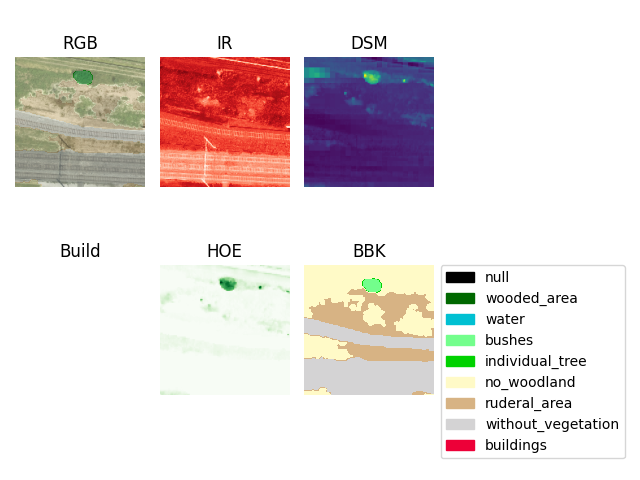 RGB
IR
DSM
Build
HOE
BBK
null
wooded_area
water
bushes
individual_tree
no_woodland
ruderal_area
without_vegetation
buildings